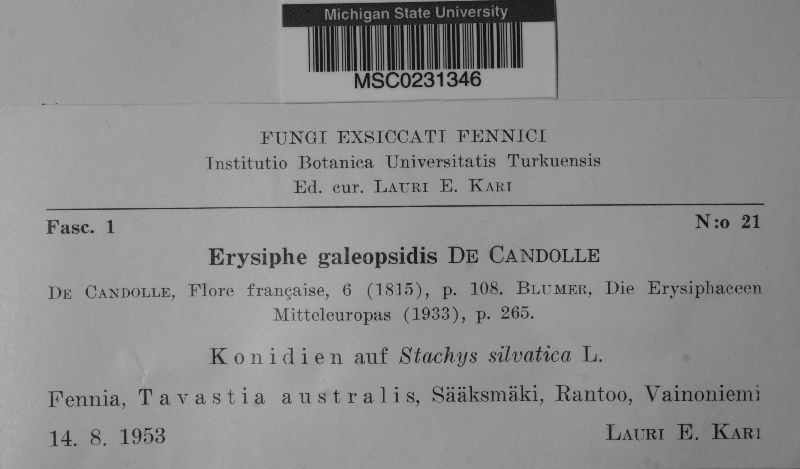 Michigan State University
MSC0231346
FUNGI EXSICCATI FENNICI
Institutio Botanica Universitatis Turkuensis
Ed. cur. LAURI E. KARI
Fasc. 1 N:o 21
Erysiphe galeopsidis DE CANDOLLE
DE CANDOLLE, Flore française, 6 (1815), p. 108. BLUMER, Die Erysiphaceen
Mitteleuropas (1933), p. 265.
Konidien auf Stachys silvatica L.
Fennia, Tavastia australis, Sääksmäki, Rantoo, Vainoniemi
14. 8. 1953 LAURI E. KARI